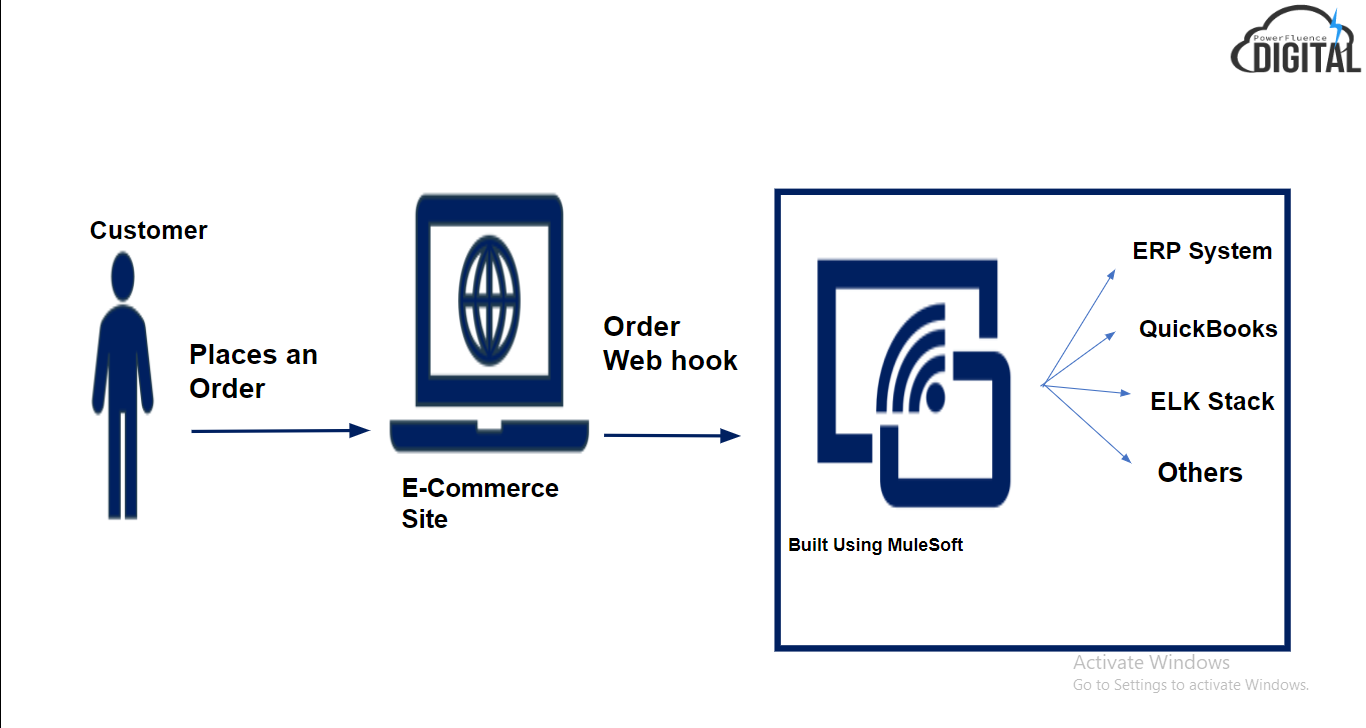 PowerFluence
DIGITAL
Customer
Places an
Order
E-Commerce
Site
Order
Web hook
ERP System
QuickBooks
ELK Stack
Others
Built Using MuleSoft
Activate Windows
Go to Settings to activate Windows.